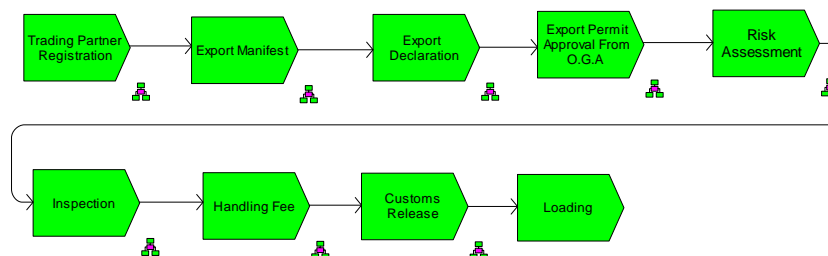 Trading Partner
Registration
Export Manifest
Export
Declaration
Export Permit
Approval From
O.G.A
Risk
Assessment
Inspection
Handling Fee
Customs
Release
Loading